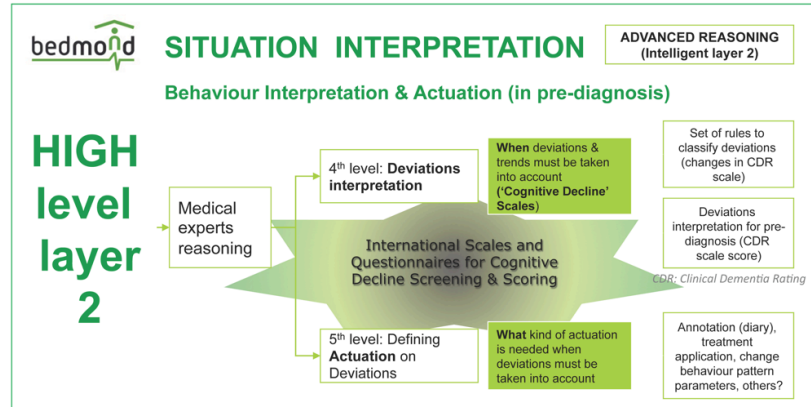 bedmond
SITUATION INTERPRETATION
ADVANCED REASONING
(Intelligent layer 2)
Behaviour Interpretation & Actuation (in pre-diagnosis)
HIGH
level
layer
2
Medical
experts
reasoning
4th level: Deviations
interpretation
When deviations &
trends must be taken
into account
(‘Cognitive Decline’
Scales)
Set of rules to
classify deviations
(changes in CDR
scale)
Deviations
interpretation for pre-
diagnosis (CDR
scale score)
CDR: Clinical Dementia Rating
International Scales and
Questionnaires for Cognitive
Decline Screening & Scoring
5th level: Defining
Actuation on
Deviations
What kind of actuation
is needed when
deviations must be
taken into account
Annotation (diary),
treatment
application, change
behaviour pattern
parameters, others?